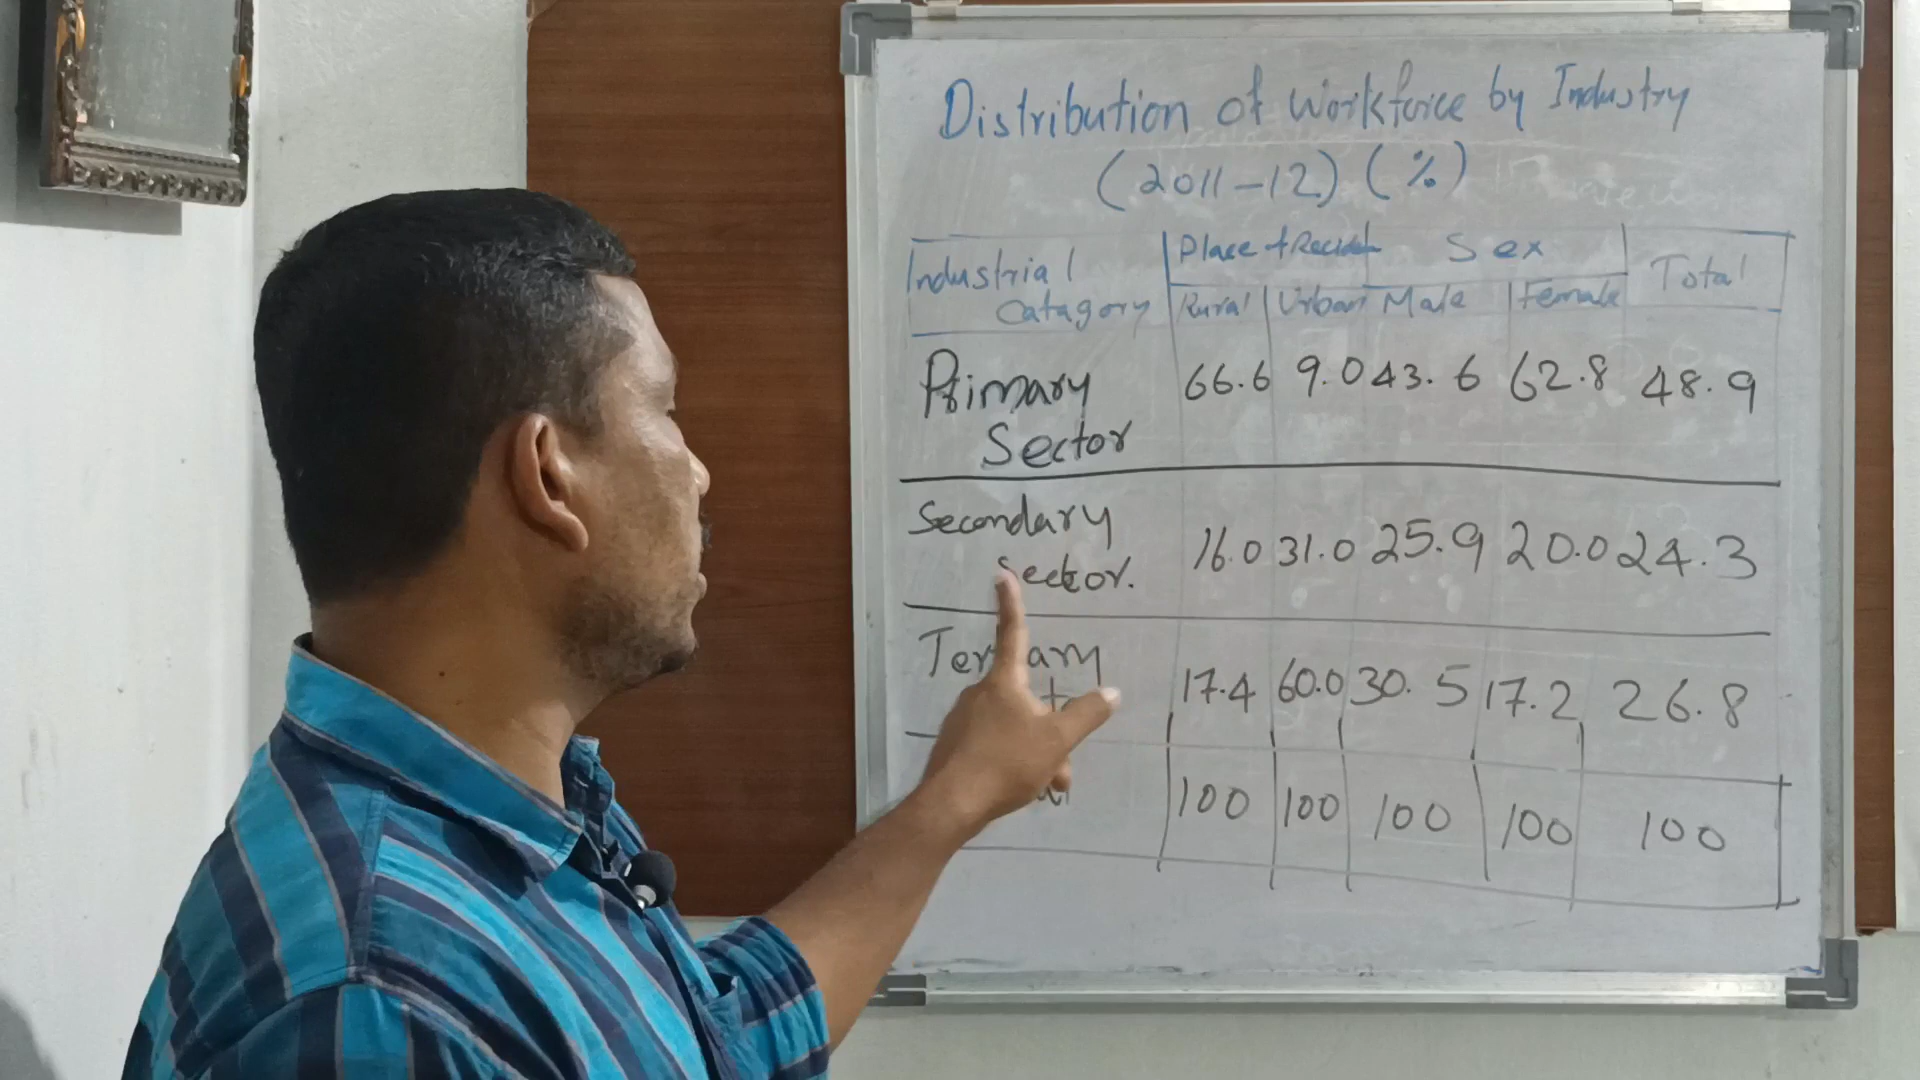 Distribution of workforce by Industry
(2011-12) (%)
Industrial Catagory Place of Sex Total
Rural Urban Male Female
Primary Sector 66.6 9.0 43.6 62.8 48.9
Secondary Sector. 16.0 31.0 25.9 20.0 24.3
17.4 60.0 30.5 17.2 26.8
100 100 100 100 100